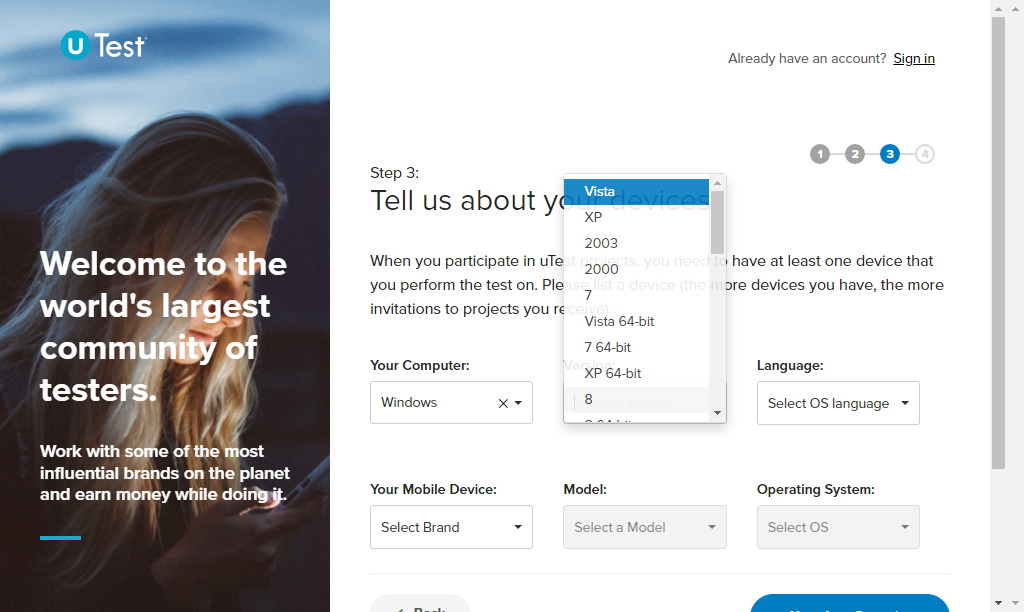 U Test
Welcome to the
world's largest
community of
testers.
Work with some of the most
influential brands on the planet
and earn money while doing it.
Already have an account? Sign in
1 2 3 4
Step 3:
Tell us about your devices
When you participate in uTest projects, you need to have at least one device that
you perform the test on. Please list a device (the more devices you have, the more
invitations to projects you receive).
Your Computer:
Windows
Version:
Vista
XP
2003
2000
7
Vista 64-bit
7 64-bit
XP 64-bit
8
Language:
Select OS language
Your Mobile Device:
Select Brand
Model:
Select a Model
Operating System:
Select OS
Back